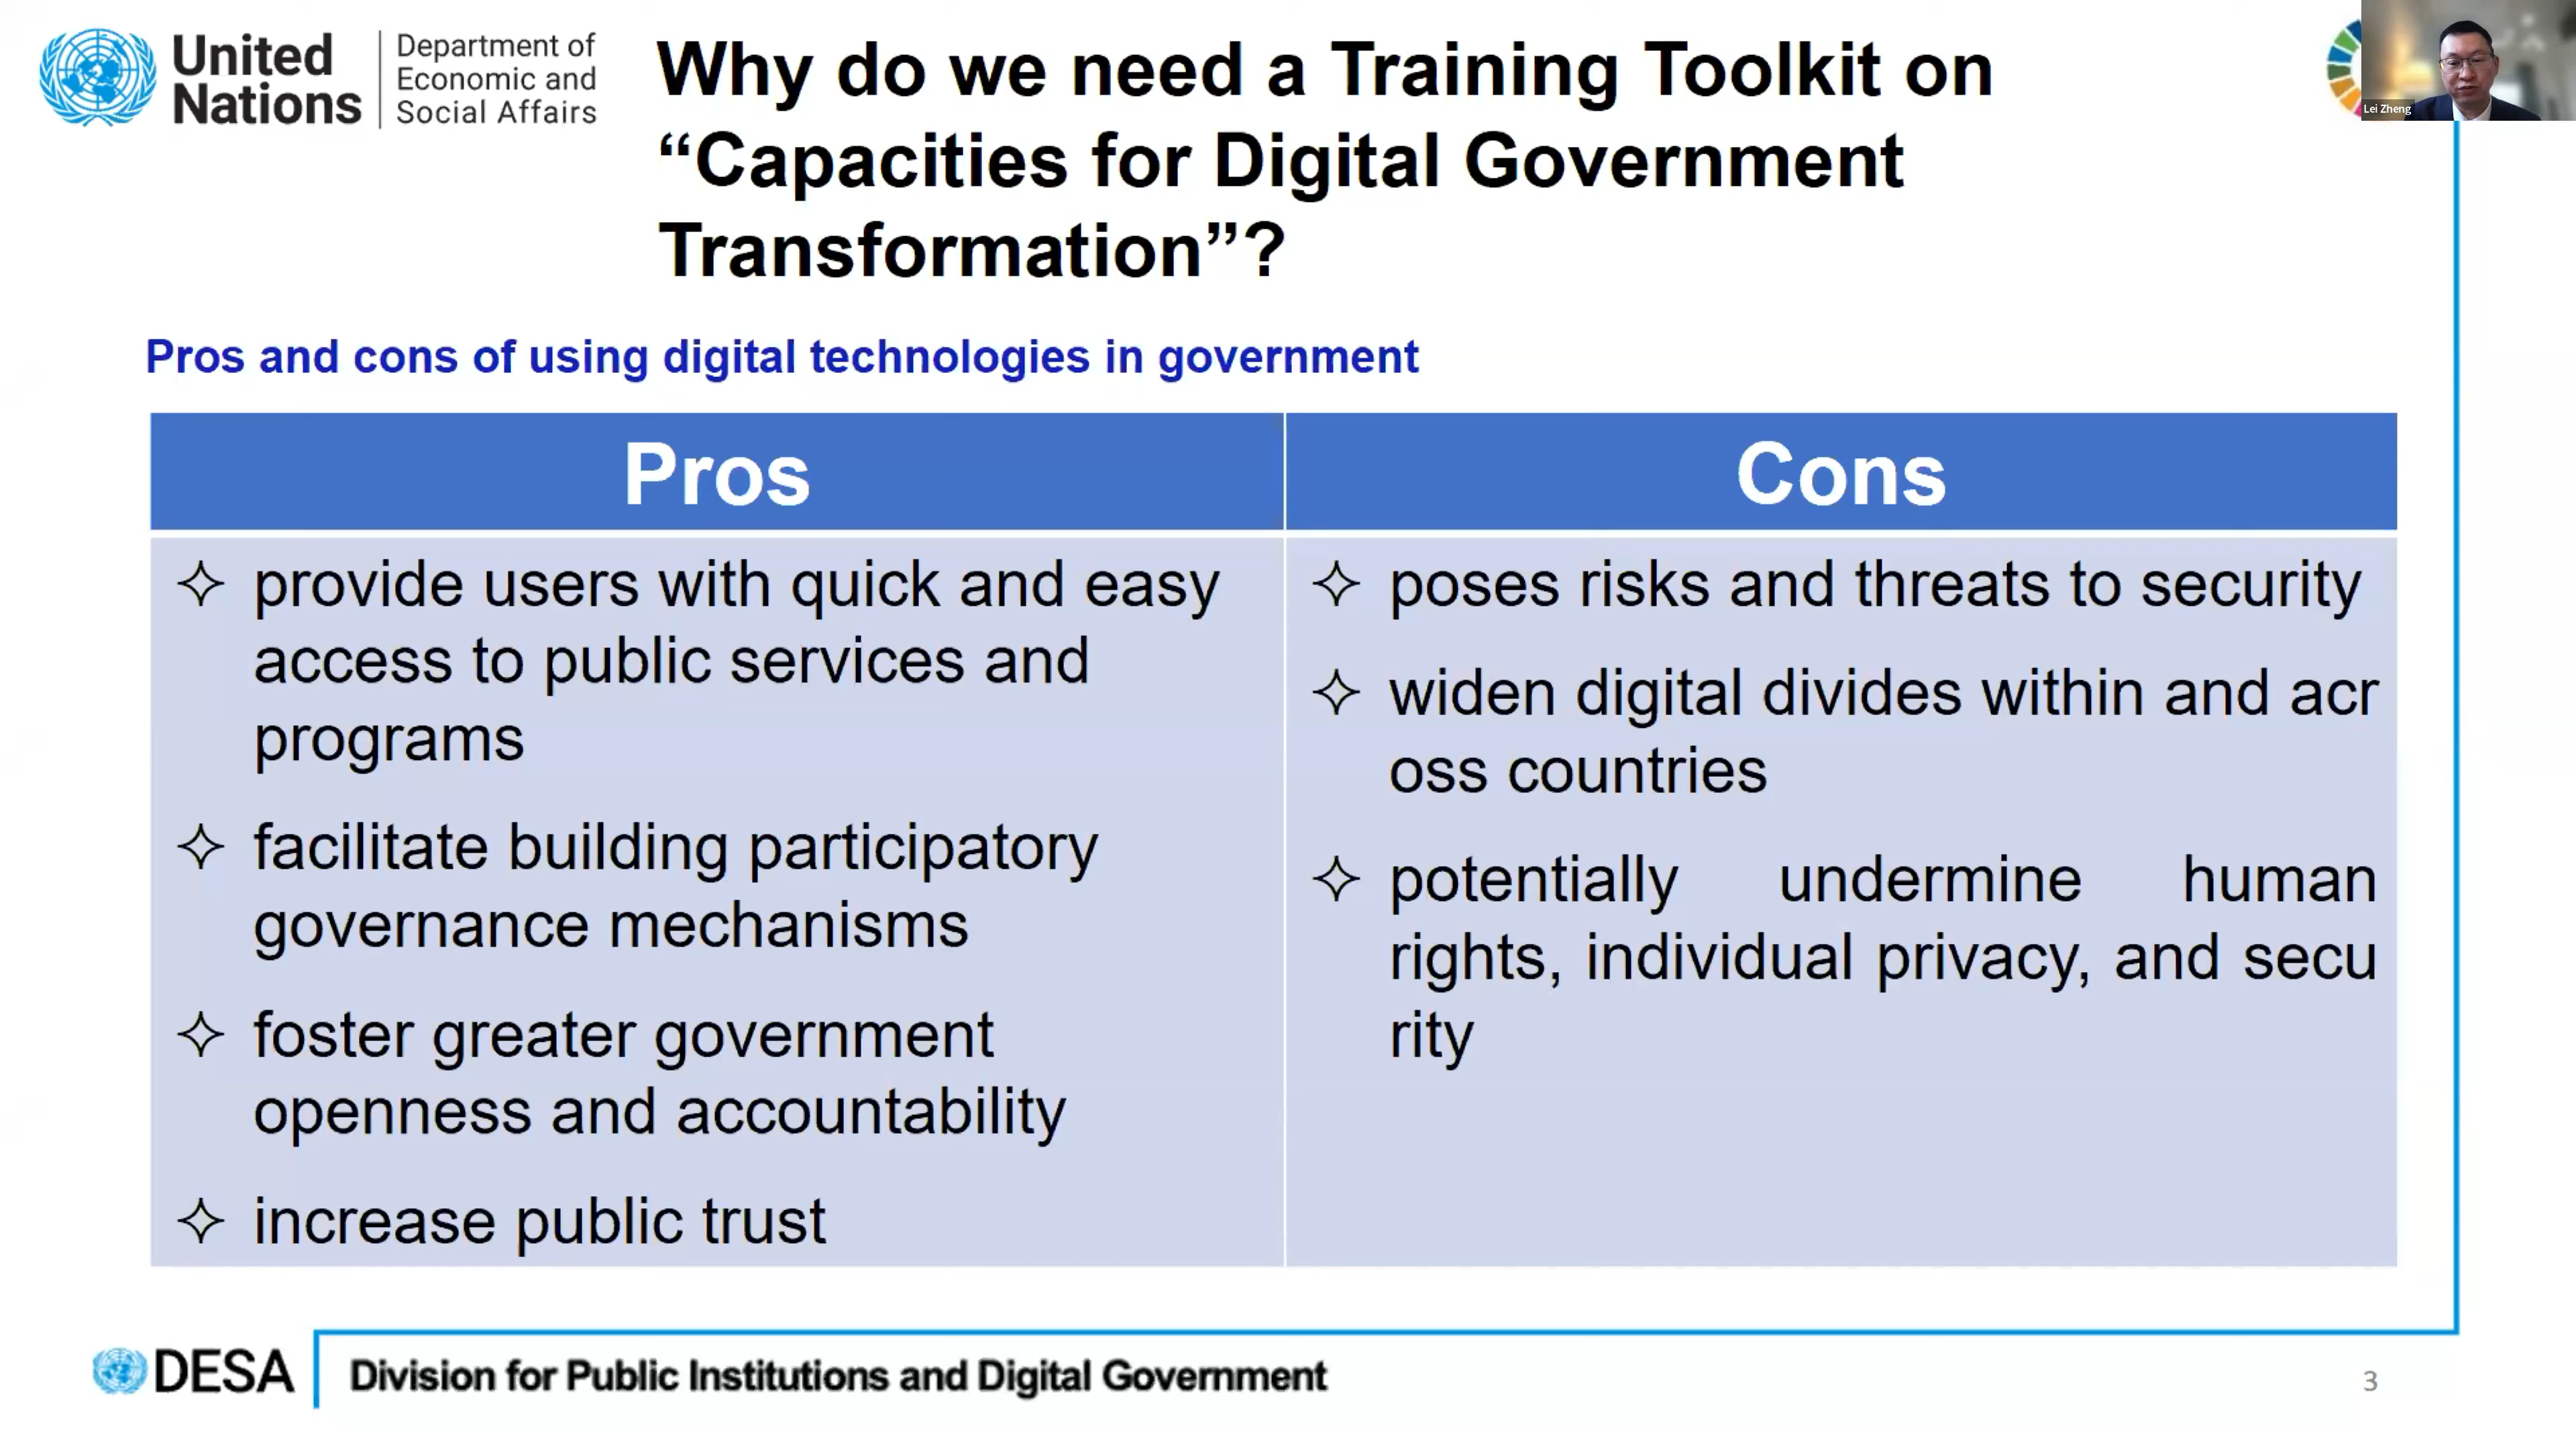 United
Nations
Department of
Economic and
Social Affairs
Why do we need a Training Toolkit on
“Capacities for Digital Government
Transformation”?
Lei Zheng
Pros and cons of using digital technologies in government
Pros
Cons
✧ provide users with quick and easy
access to public services and
programs
✧ facilitate building participatory
governance mechanisms
✧ foster greater government
openness and accountability
✧ increase public trust
✧ poses risks and threats to security
✧ widen digital divides within and acr
oss countries
✧ potentially undermine human
rights, individual privacy, and secu
rity
DESA
Division for Public Institutions and Digital Government
3